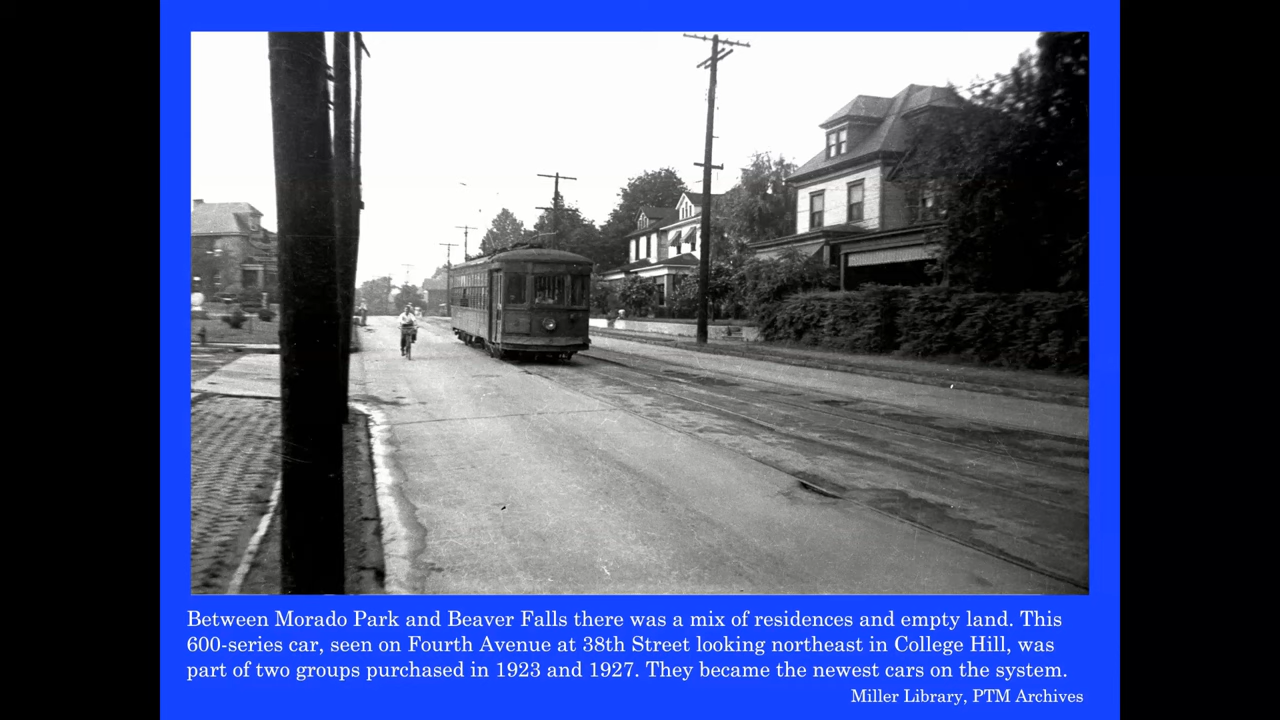 Between Morado Park and Beaver Falls there was a mix of residences and empty land. This
600-series car, seen on Fourth Avenue at 38th Street looking northeast in College Hill, was
part of two groups purchased in 1923 and 1927. They became the newest cars on the system.
Miller Library, PTM Archives